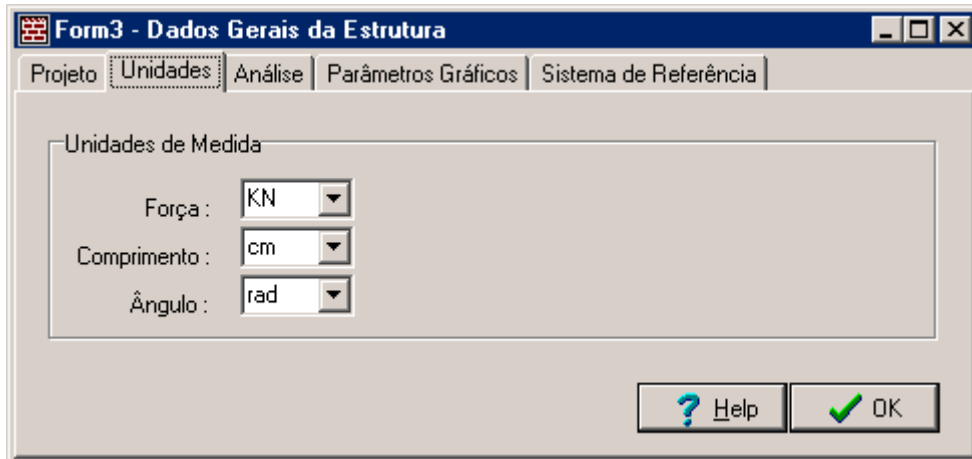 Form3 - Dados Gerais da Estrutura
Projeto Unidades Análise Parâmetros Gráficos Sistema de Referência
Unidades de Medida
Força : KN
Comprimento : cm
Ângulo : rad
? Help OK